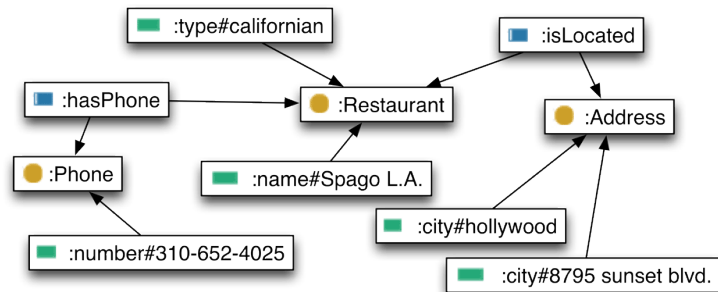 :type#californian
:isLocated
:hasPhone
:Restaurant
:Address
:Phone
:name#Spago L.A.
:city#hollywood
:number#310-652-4025
:city#8795 sunset blvd.